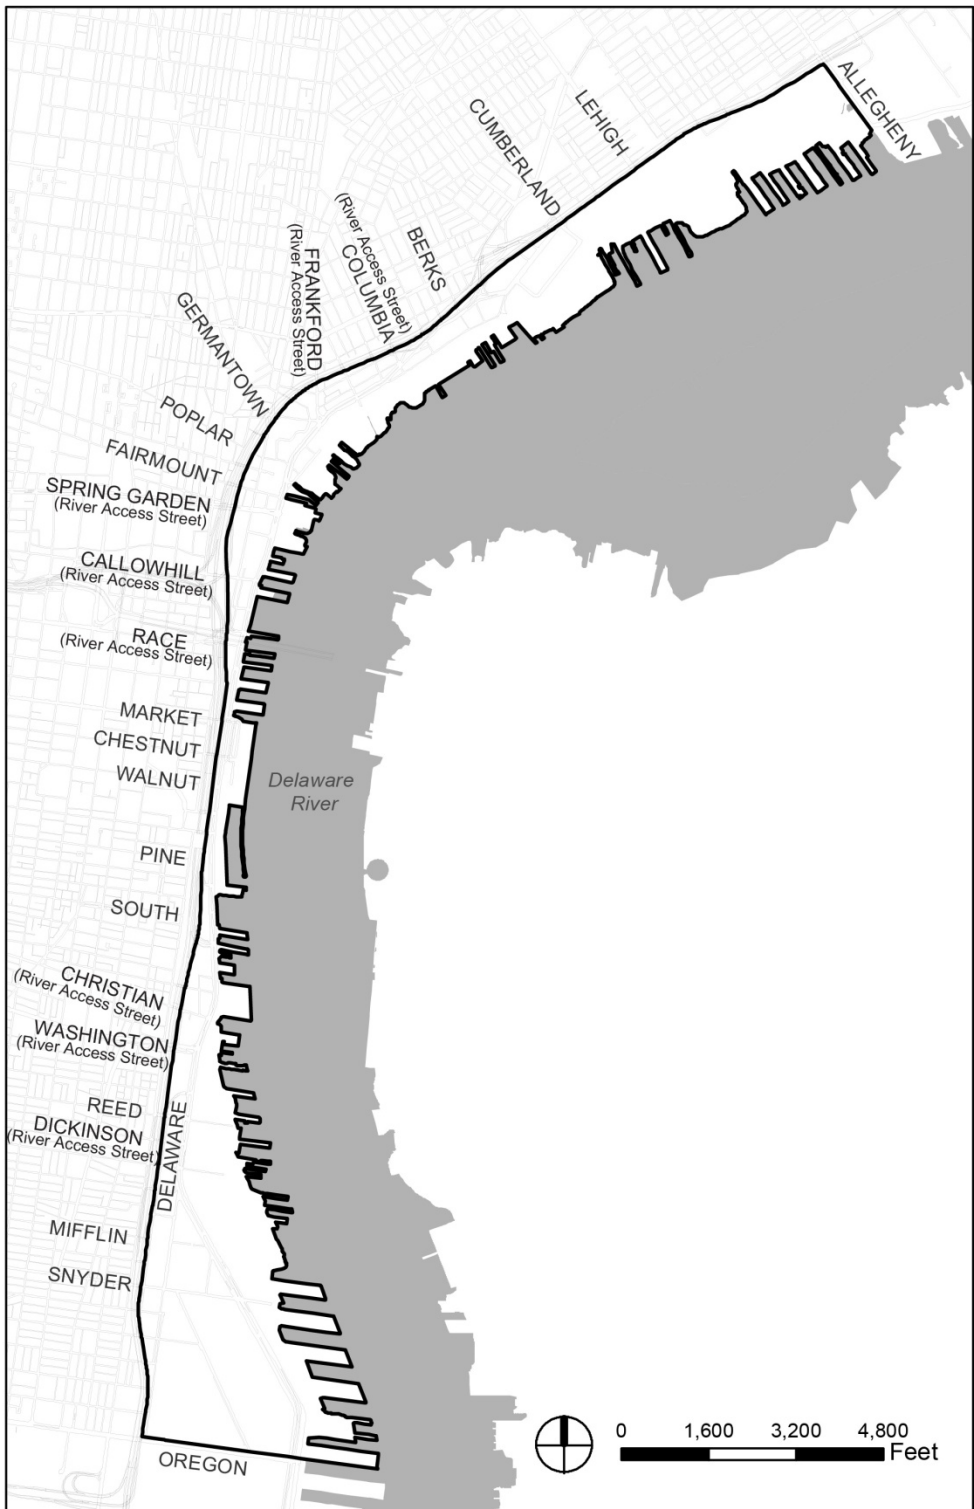 ALLEGHENY
LEHIGH
CUMBERLAND
BERKS
(River Access Street)
COLUMBIA
FRANKFORD
(River Access Street)
GERMANTOWN
POPLAR
FAIRMOUNT
SPRING GARDEN
(River Access Street)
CALLOWHILL
(River Access Street)
RACE
(River Access Street)
MARKET
CHESTNUT
WALNUT
Delaware
River
PINE
SOUTH
CHRISTIAN
(River Access Street)
WASHINGTON
(River Access Street)
REED
DICKINSON
(River Access Street)
DELAWARE
MIFFLIN
SNYDER
OREGON
0 1,600 3,200 4,800
Feet